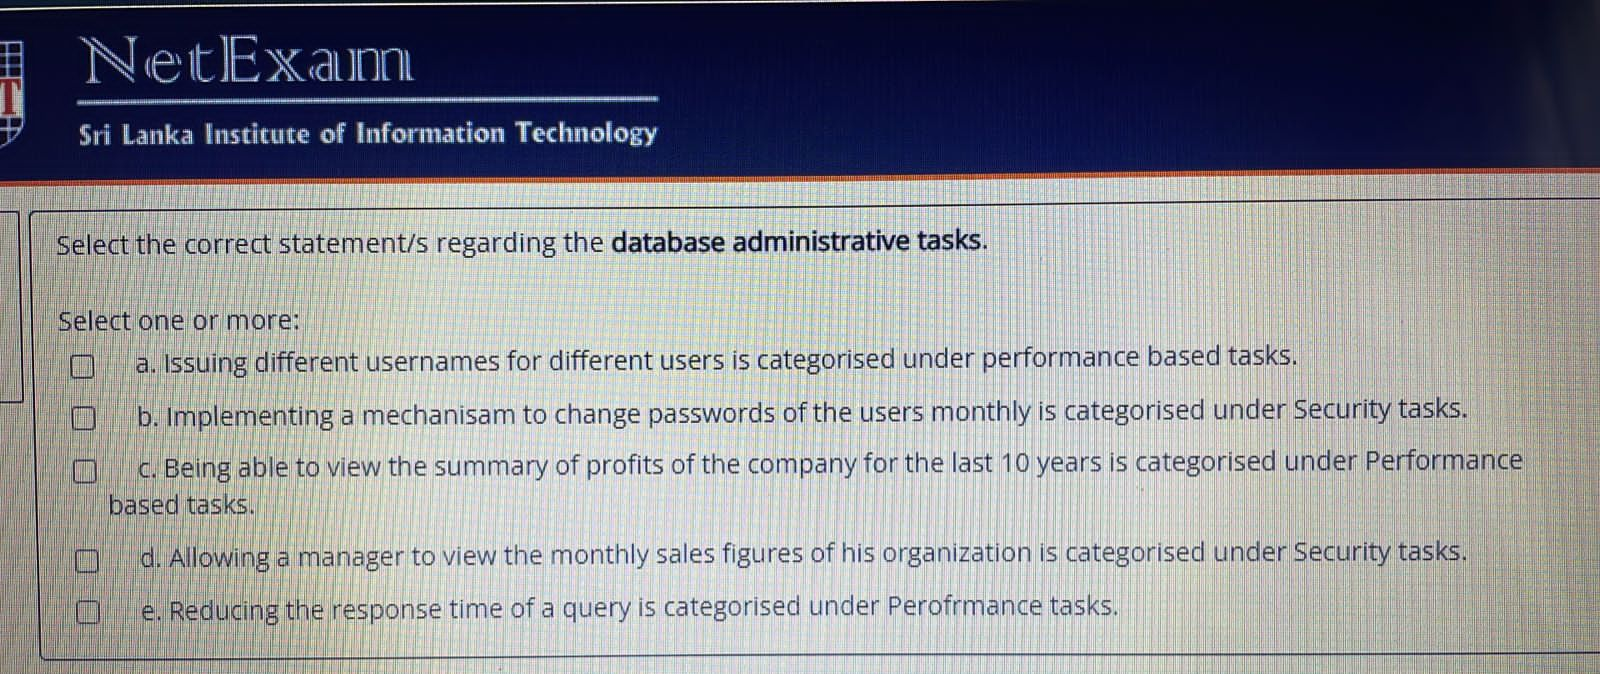 NetExam
T
Sri Lanka Institute of Information Technology
Select the correct statement/s regarding the database administrative tasks.
Select one or more:
a. Issuing different usernames for different users is categorised under performance based tasks.
b. Implementing a mechanisam to change passwords of the users monthly is categorised under Security tasks.
c. Being able to view the summary of profits of the company for the last 10 years is categorised under Performance
based tasks.
d. Allowing a manager to view the monthly sales figures of his organization is categorised under Security tasks.
e. Reducing the response time of a query is categorised under Perofrmance tasks.